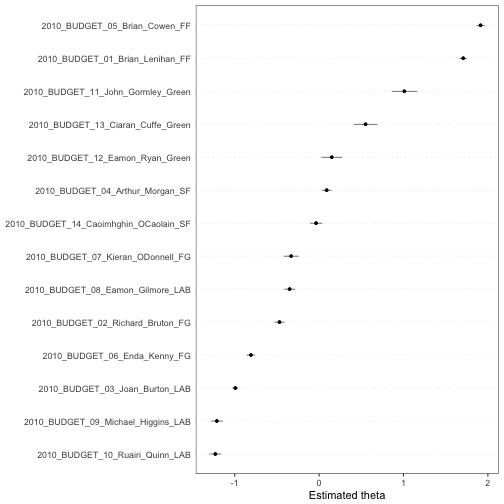 2010_BUDGET_05_Brian_Cowen_FF
2010_BUDGET_01_Brian_Lenihan_FF
2010_BUDGET_11_John_Gormley_Green
2010_BUDGET_13_Ciaran_Cuffe_Green
2010_BUDGET_12_Eamon_Ryan_Green
2010_BUDGET_04_Arthur_Morgan_SF
2010_BUDGET_14_Caoimhghin_OCaolain_SF
2010_BUDGET_07_Kieran_ODonnell_FG
2010_BUDGET_08_Eamon_Gilmore_LAB
2010_BUDGET_02_Richard_Bruton_FG
2010_BUDGET_06_Enda_Kenny_FG
2010_BUDGET_03_Joan_Burton_LAB
2010_BUDGET_09_Michael_Higgins_LAB
2010_BUDGET_10_Ruairi_Quinn_LAB
-1 0 1 2
Estimated theta